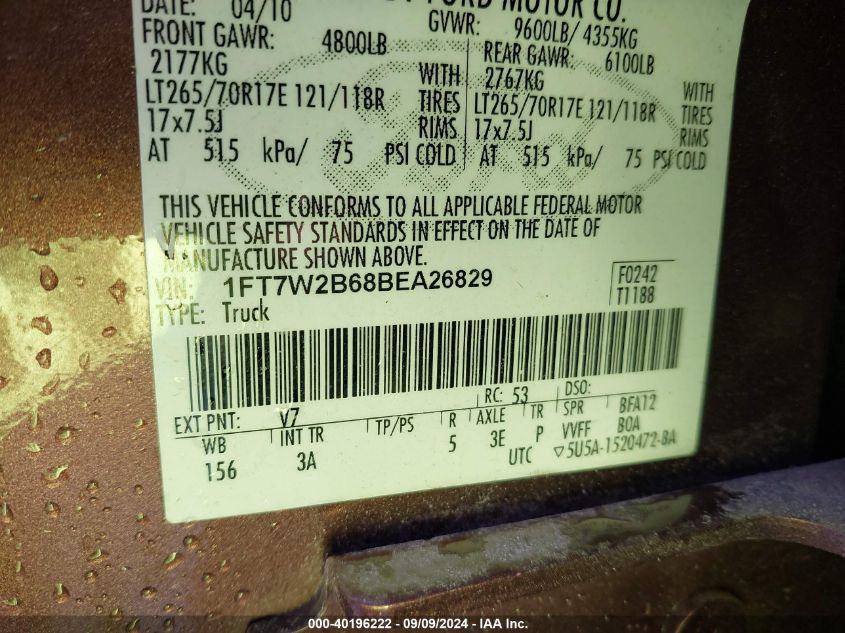 DATE: 04/10
FORD MOTOR CO.
GVWR: 9600LB/ 4355KG
FRONT GAWR: 4800LB
REAR GAWR: 6100LB
2177KG WITH 2767KG WITH
LT265/70R17E 121/118R TIRES LT265/70R17E 121/118R TIRES
17x7.5J RIMS 17x7.5J RIMS
AT 515 kPa/ 75 PSI COLD AT 515 kPa/ 75 PSI COLD
THIS VEHICLE CONFORMS TO ALL APPLICABLE FEDERAL MOTOR
VEHICLE SAFETY STANDARDS IN EFFECT ON THE DATE OF
MANUFACTURE SHOWN ABOVE.
VIN: 1FT7W2B68BEA26829 F0242
TYPE: Truck T1188
EXT PNT: V7 RC: 53 DSO:
WB INT TR TP/PS R AXLE TR SPR BFA12
156 3A 5 3E P VVFF BOA
UTC ▽5U5A-1520472-BA
000-40196222 - 09/09/2024 - IAA Inc.